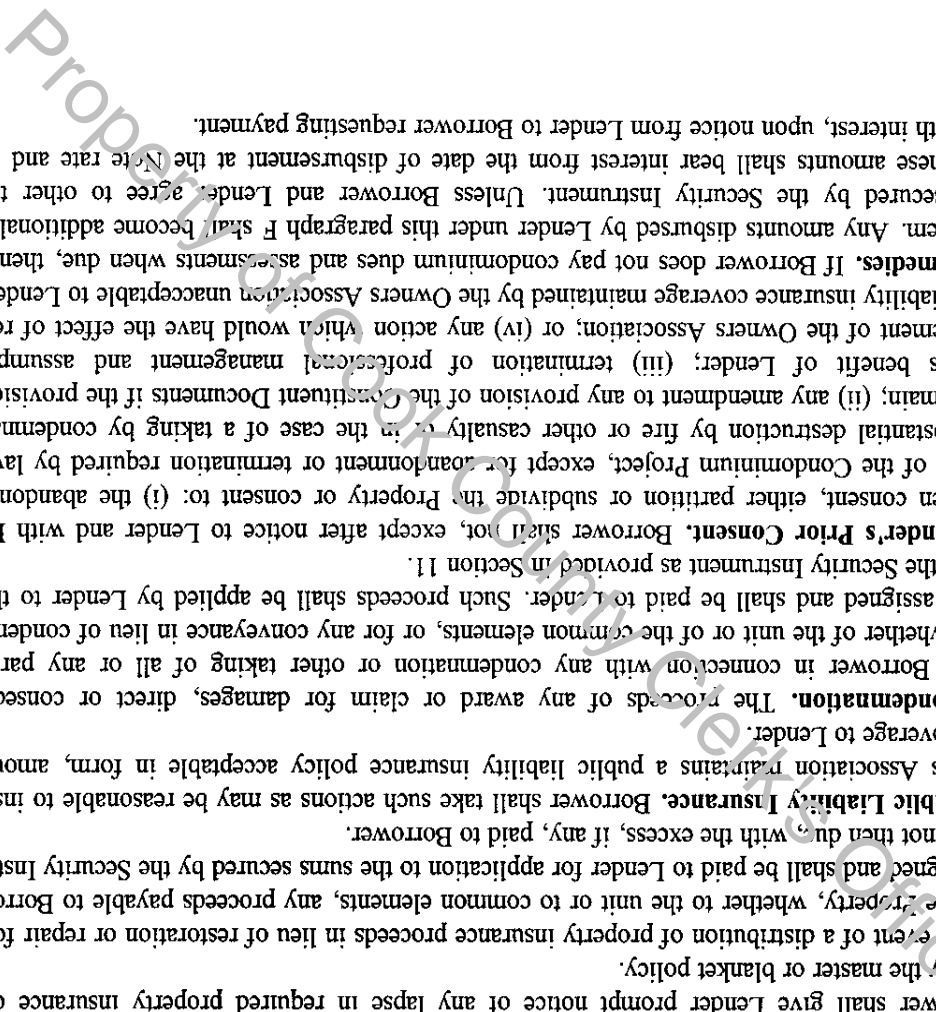 wer shall give Lender prompt notice of any lapse in required property insurance c
the master or blanket policy.
event of a distribution of property insurance proceeds in lieu of restoration or repair fo
e Property, whether to the unit or to common elements, any proceeds payable to Borro
gned and shall be paid to Lender for application to the sums secured by the Security Inst
not then due, with the excess, if any, paid to Borrower.
blic Liability Insurance. Borrower shall take such actions as may be reasonable to ins
s Association maintains a public liability insurance policy acceptable in form, amou
overage to Lender.
ondemnation. The proceeds of any award or claim for damages, direct or conseq
Borrower in connection with any condemnation or other taking of all or any par
whether of the unit or of the common elements, or for any conveyance in lieu of conden
assigned and shall be paid to Lender. Such proceeds shall be applied by Lender to th
the Security Instrument as provided in Section 11.
nder's Prior Consent. Borrower shall not, except after notice to Lender and with L
en consent, either partition or subdivide the Property or consent to: (i) the abandon
of the Condominium Project, except for abandonment or termination required by lav
ostantial destruction by fire or other casualty or in the case of a taking by condemn
main; (ii) any amendment to any provision of the Constituent Documents if the provisio
s benefit of Lender; (iii) termination of professional management and assump
ement of the Owners Association; or (iv) any action which would have the effect of re
iability insurance coverage maintained by the Owners Association unacceptable to Lende
medies. If Borrower does not pay condominium dues and assessments when due, then
em. Any amounts disbursed by Lender under this paragraph F shall become additional
secured by the Security Instrument. Unless Borrower and Lender agree to other t
nese amounts shall bear interest from the date of disbursement at the Note rate and
th interest, upon notice from Lender to Borrower requesting payment.
Property of Cook County Clerk's Offic